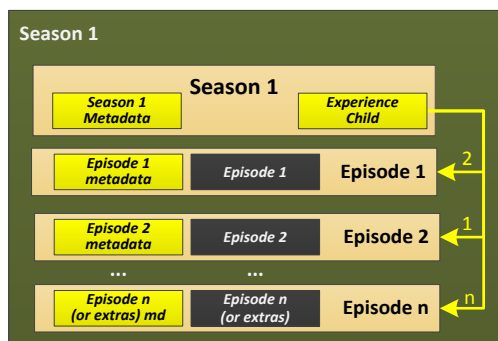 Season 1
Season 1
Season 1
Metadata
Experience
Child
Episode 1
metadata
Episode 1
Episode 1
2
Episode 2
metadata
Episode 2
Episode 2
1
...
...
Episode n
(or extras) md
Episode n
(or extras)
Episode n
n